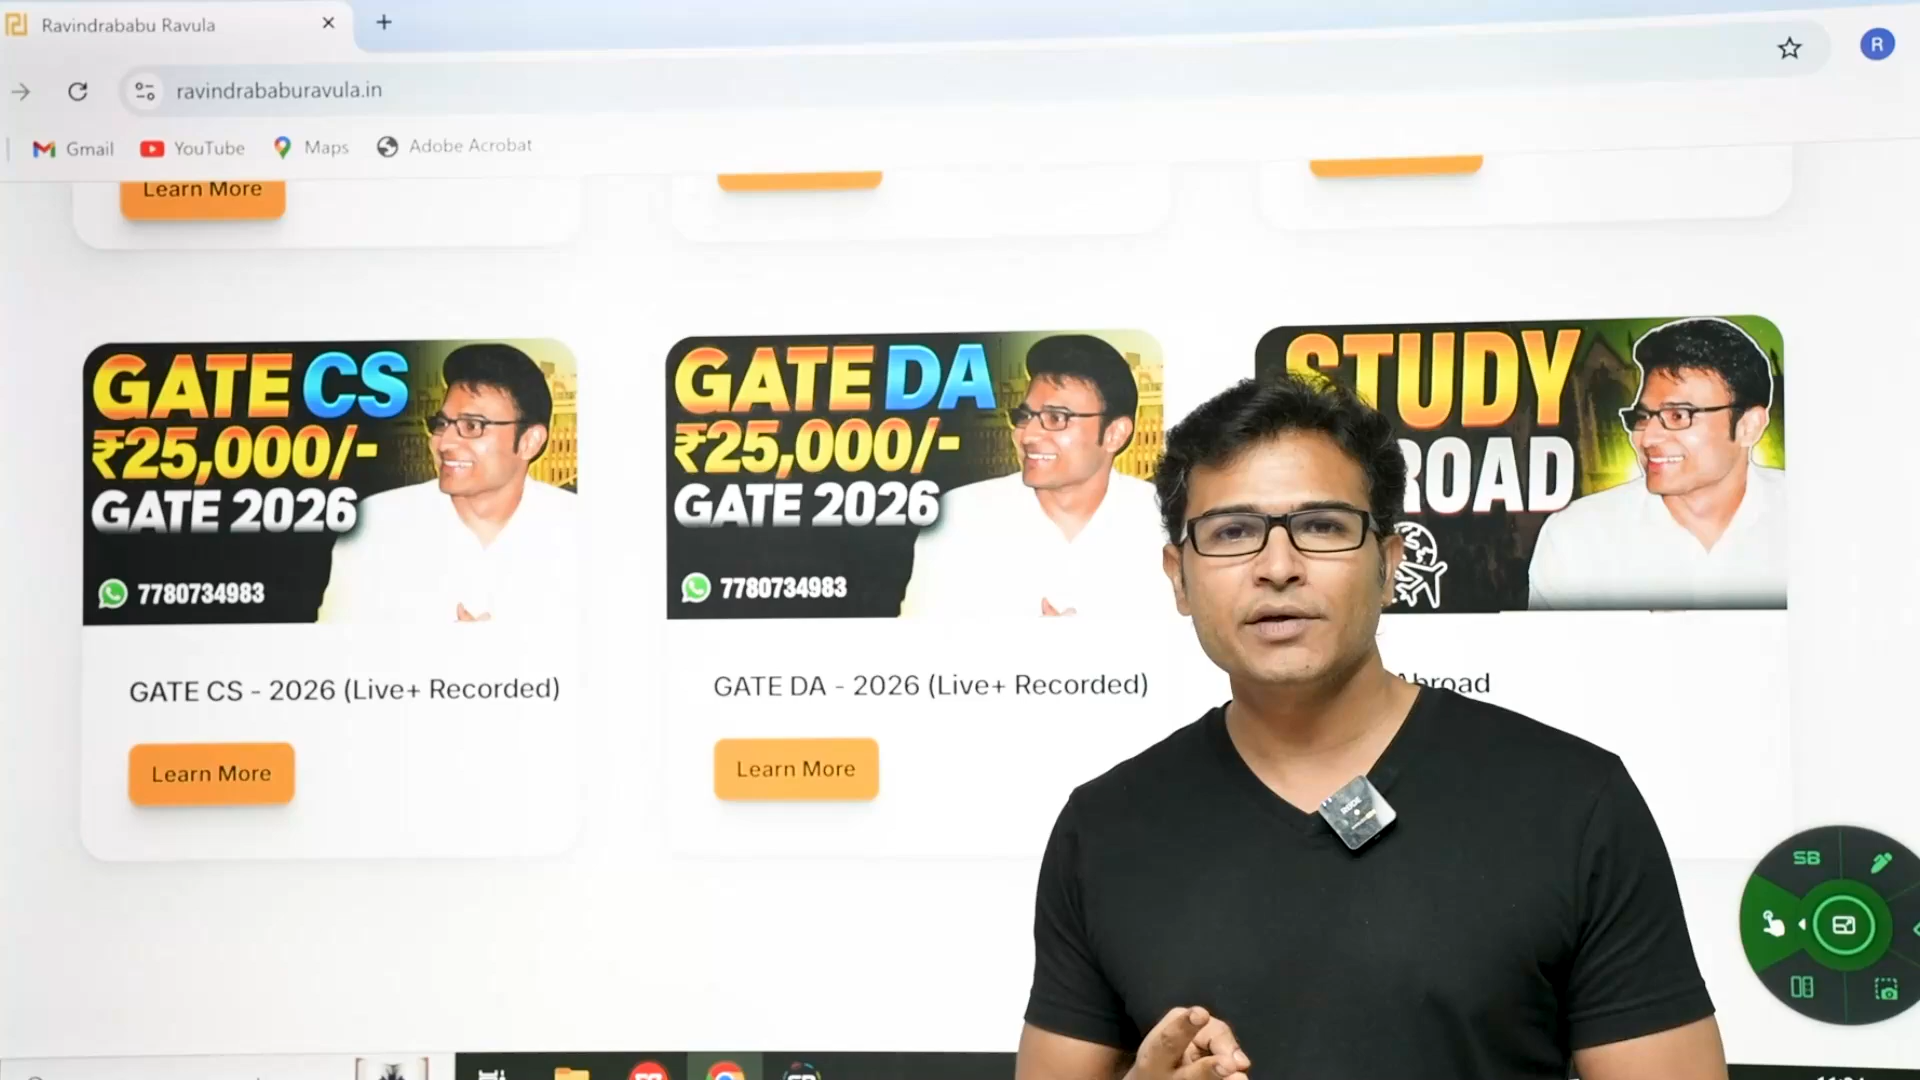 Ravindrababu Ravula
ravindrababuravula.in
R
Gmail
YouTube
Maps
Adobe Acrobat
Learn More
GATE CS
₹25,000/-
GATE 2026
7780734983
GATE CS - 2026 (Live+ Recorded)
Learn More
GATE DA
₹25,000/-
GATE 2026
7780734983
GATE DA - 2026 (Live+ Recorded)
Learn More
STUDY
ROAD
Abroad
RODE
SB